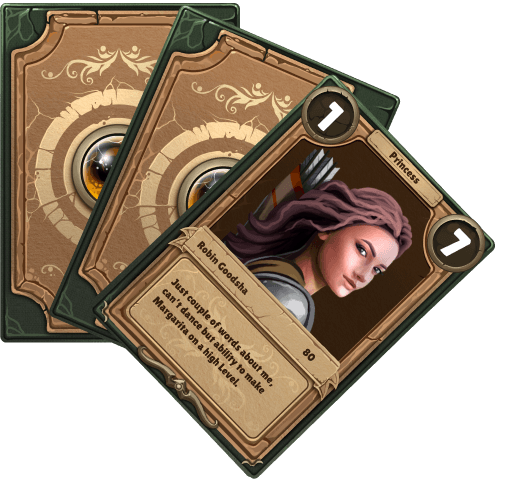 1
Princess
7
Robin Goodsha
80
Just couple of words about me,
can't dance but ability to make
Margarita on a high Level.